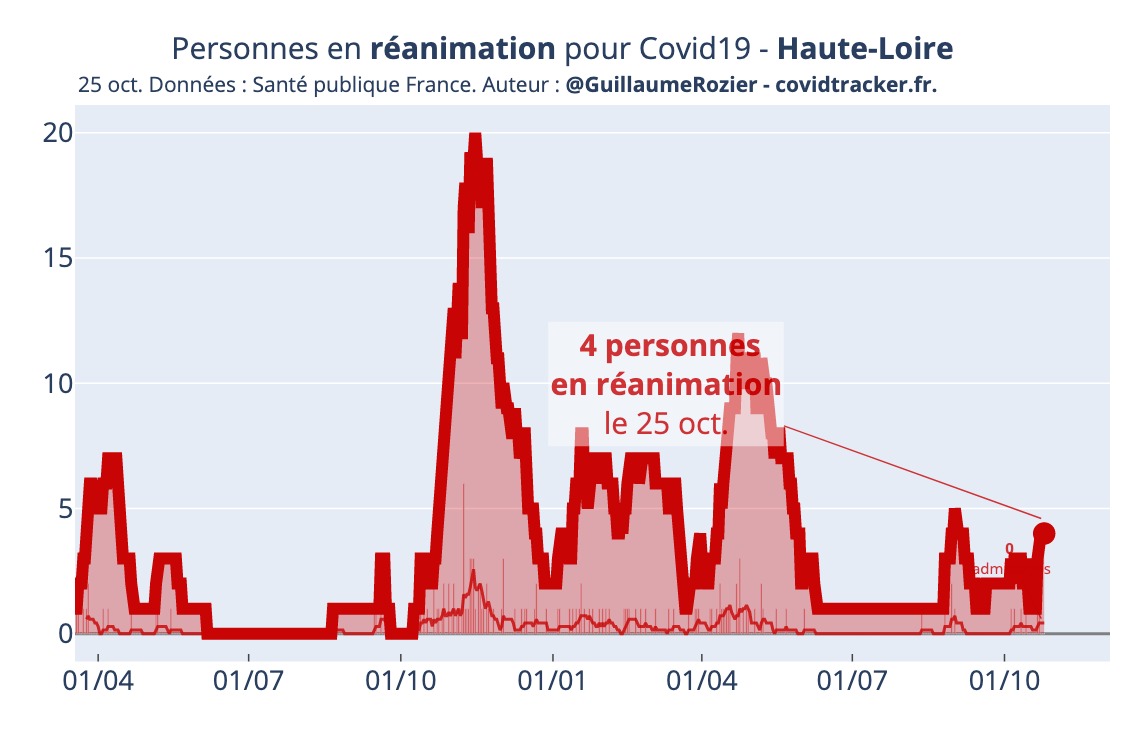 Personnes en réanimation pour Covid19 - Haute-Loire
25 oct. Données : Santé publique France. Auteur : @GuillaumeRozier - covidtracker.fr.
20
15
10
5
0
4 personnes
en réanimation
le 25 oct.
0
01/04 01/07 01/10 01/01 01/04 01/07 01/10